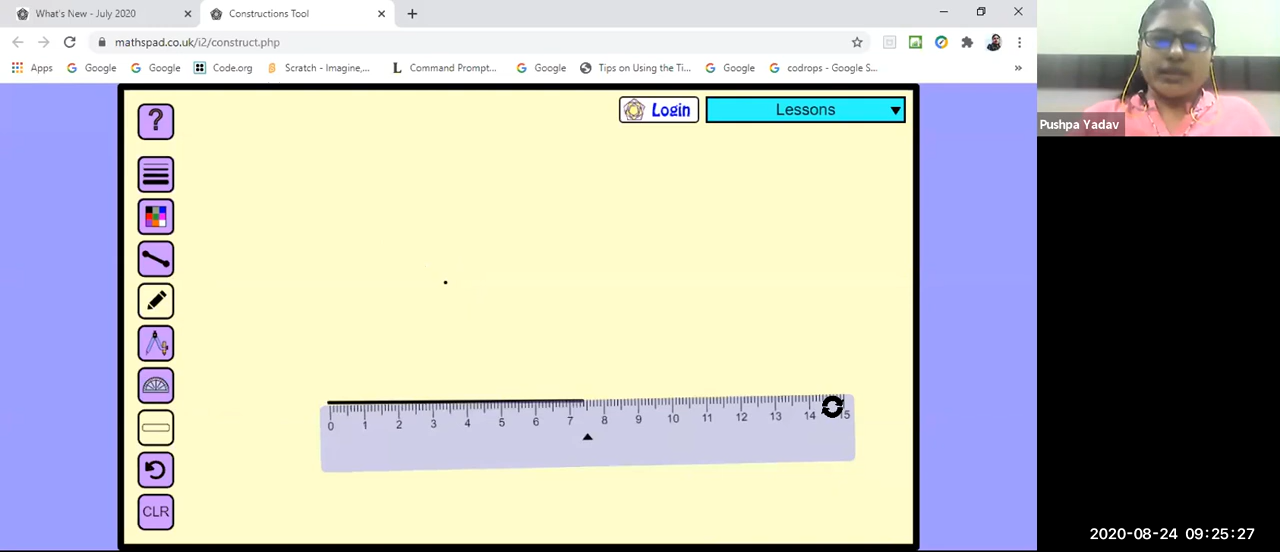 What's New - July 2020
Constructions Tool
mathspad.co.uk/i2/construct.php
Apps
Google
Google
Code.org
Scratch - Imagine,...
Command Prompt...
Google
Tips on Using the Ti...
Google
codrops - Google S...
»
?
Login
Lessons
Pushpa Yadav
0 1 2 3 4 5 6 7 8 9 10 11 12 13 14 15
CLR
2020-08-24 09:25:27